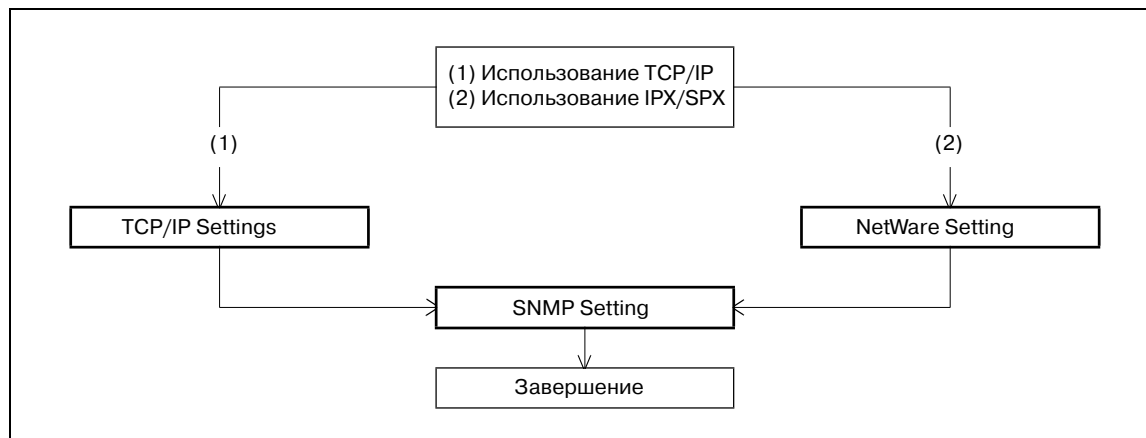 (1) Использование TCP/IP
(2) Использование IPX/SPX
(1)
(2)
TCP/IP Settings
NetWare Setting
SNMP Setting
Завершение